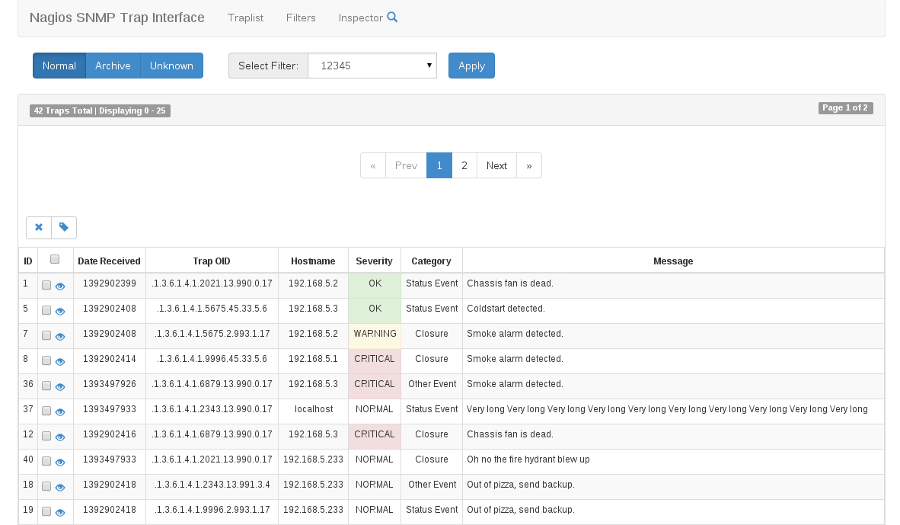 Nagios SNMP Trap Interface Traplist Filters Inspector
Normal Archive Unknown Select Filter: 12345 Apply
42 Traps Total | Displaying 0 - 25 Page 1 of 2
« Prev 1 2 Next »
ID Date Received Trap OID Hostname Severity Category Message
1 1392902399 .1.3.6.1.4.1.2021.13.990.0.17 192.168.5.2 OK Status Event Chassis fan is dead.
5 1392902408 .1.3.6.1.4.1.5675.45.33.5.6 192.168.5.3 OK Status Event Coldstart detected.
7 1392902408 .1.3.6.1.4.1.5675.2.993.1.17 192.168.5.2 WARNING Closure Smoke alarm detected.
8 1392902414 .1.3.6.1.4.1.9996.45.33.5.6 192.168.5.1 CRITICAL Closure Smoke alarm detected.
36 1393497926 .1.3.6.1.4.1.6879.13.990.0.17 192.168.5.3 CRITICAL Other Event Smoke alarm detected.
37 1393497933 .1.3.6.1.4.1.2343.13.990.0.17 localhost NORMAL Status Event Very long Very long Very long Very long Very long Very long Very long Very long Very long Very long
12 1392902416 .1.3.6.1.4.1.6879.13.990.0.17 192.168.5.3 CRITICAL Closure Chassis fan is dead.
40 1393497933 .1.3.6.1.4.1.2021.13.990.0.17 192.168.5.233 NORMAL Closure Oh no the fire hydrant blew up
18 1392902418 .1.3.6.1.4.1.2343.13.991.3.4 192.168.5.233 NORMAL Other Event Out of pizza, send backup.
19 1392902418 .1.3.6.1.4.1.9996.2.993.1.17 192.168.5.233 NORMAL Status Event Out of pizza, send backup.